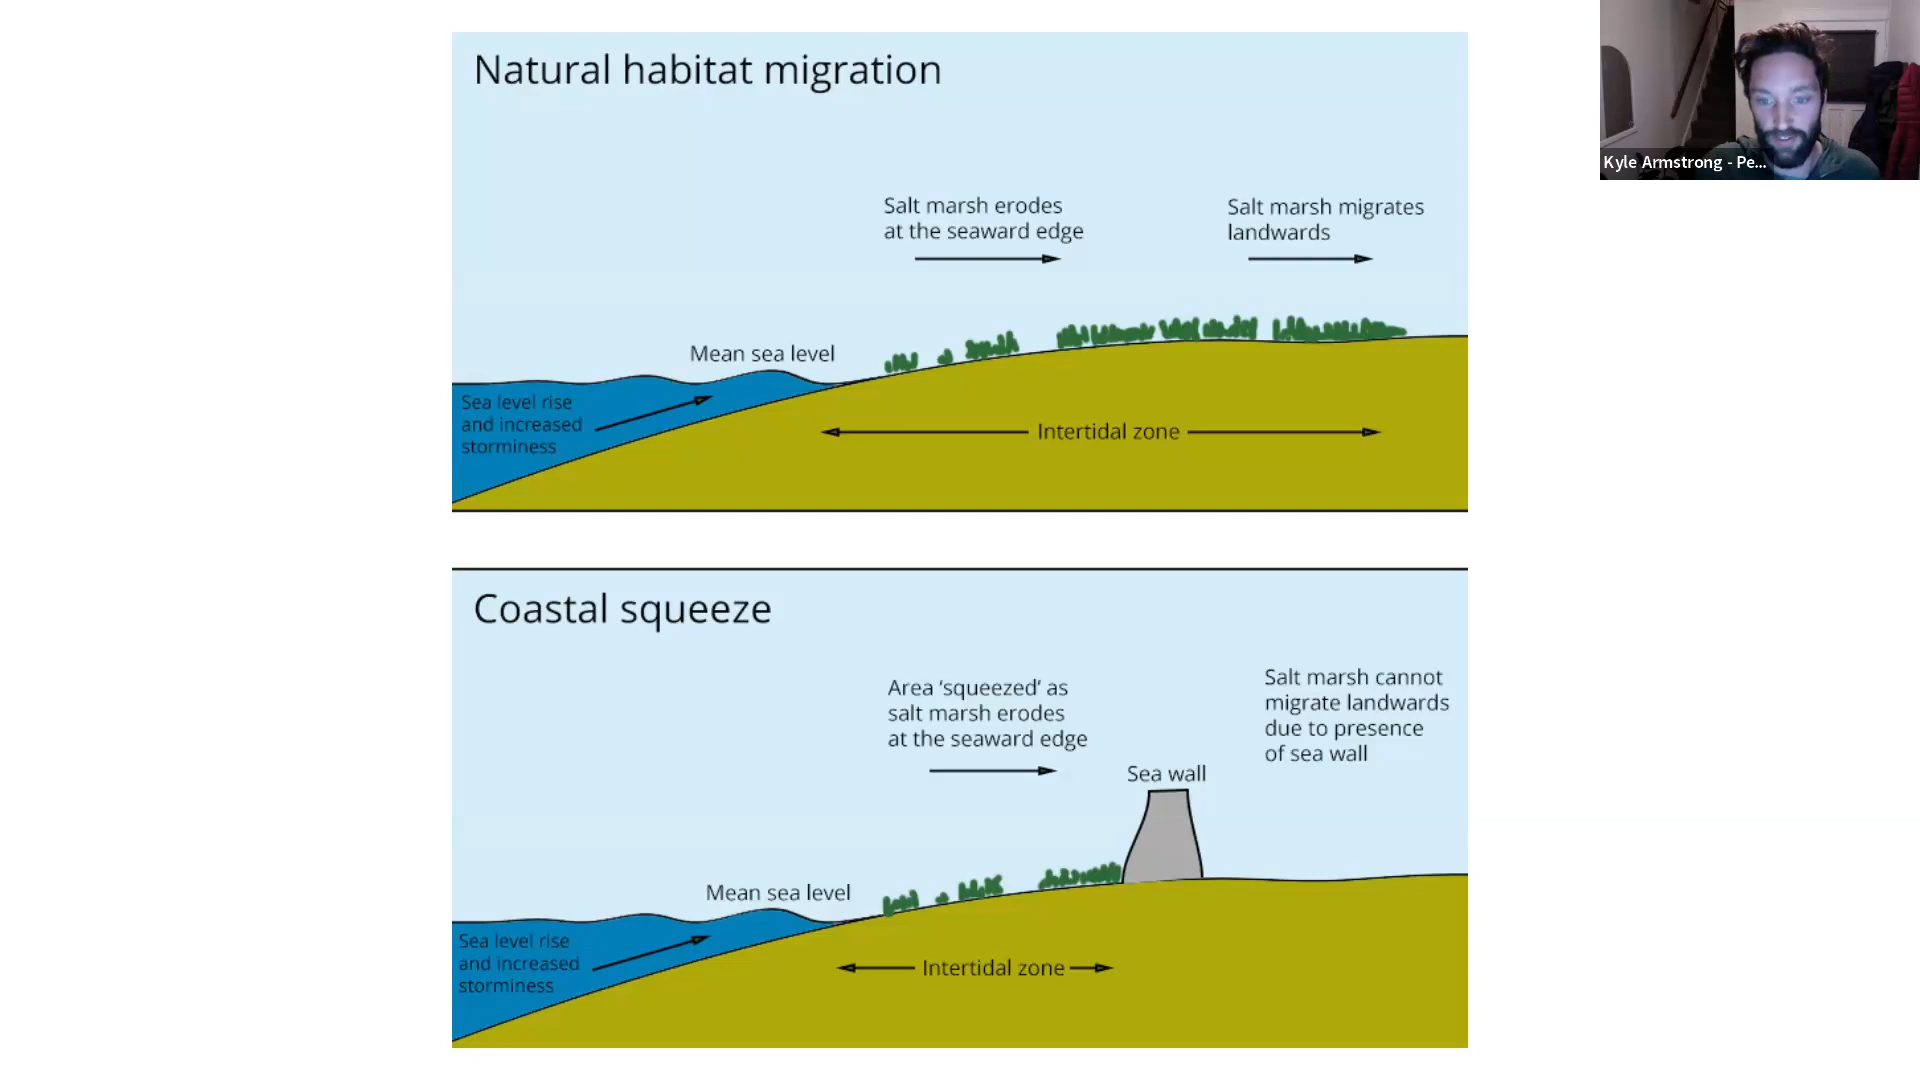 Natural habitat migration
Salt marsh erodes
at the seaward edge
Salt marsh migrates
landwards
Mean sea level
Sea level rise
and increased
storminess
Intertidal zone
Coastal squeeze
Area ‘squeezed’ as
salt marsh erodes
at the seaward edge
Salt marsh cannot
migrate landwards
due to presence
of sea wall
Sea wall
Mean sea level
Sea level rise
and increased
storminess
Intertidal zone
Kyle Armstrong - Pe...